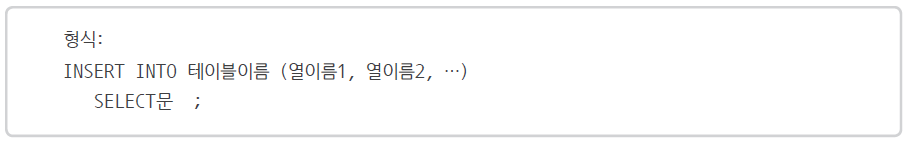 형식:
INSERT INTO 테이블이름 (열이름1, 열이름2, …)
SELECT문 ;